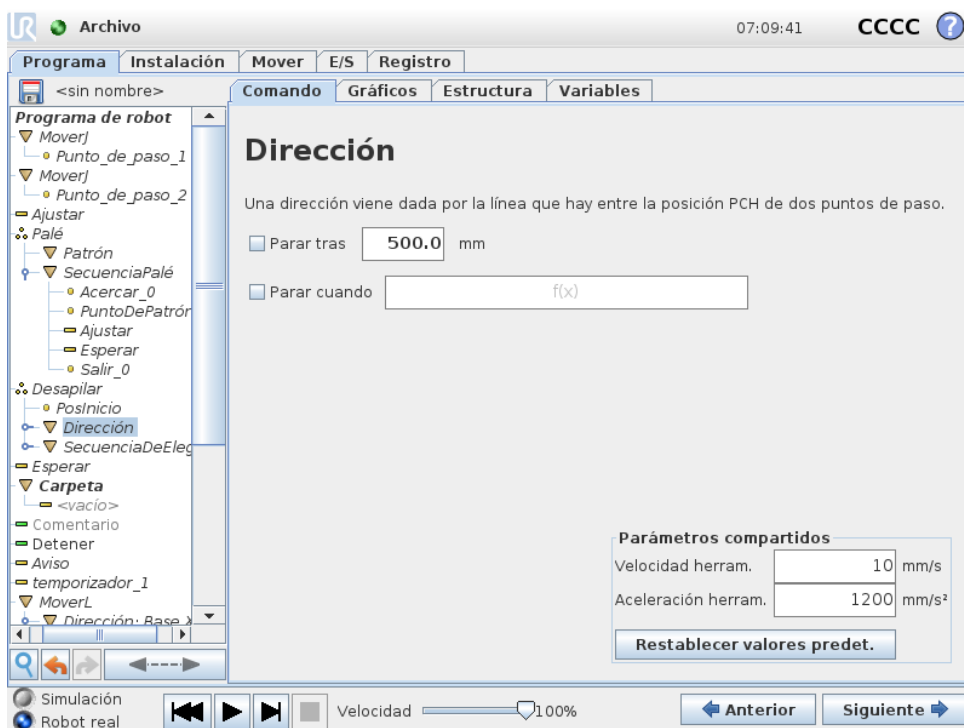 UR Archivo 07:09:41 CCCC ?
Programa Instalación Mover E/S Registro
<sin nombre>
Comando Gráficos Estructura Variables
Programa de robot
MoverJ
Punto_de_paso_1
MoverJ
Punto_de_paso_2
Ajustar
Palé
Patrón
SecuenciaPalé
Acercar_0
PuntoDePatrón
Ajustar
Esperar
Salir_0
Desapilar
PosInicio
Dirección
SecuenciaDeEleg
Esperar
Carpeta
<vacío>
Comentario
Detener
Aviso
temporizador_1
MoverL
Dirección: Base X
Dirección
Una dirección viene dada por la línea que hay entre la posición PCH de dos puntos de paso.
Parar tras 500.0 mm
Parar cuando f(x)
Parámetros compartidos
Velocidad herram. 10 mm/s
Aceleración herram. 1200 mm/s²
Restablecer valores predet.
Simulación
Robot real
Velocidad 100%
Anterior Siguiente